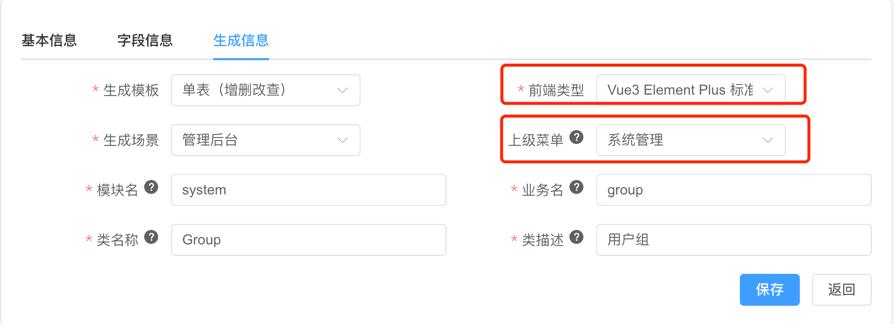 基本信息 字段信息 生成信息
* 生成模板 单表（增删改查） * 前端类型 Vue3 Element Plus 标准
* 生成场景 管理后台 上级菜单 ? 系统管理
* 模块名 ? system * 业务名 ? group
* 类名称 ? Group * 类描述 ? 用户组
保存 返回